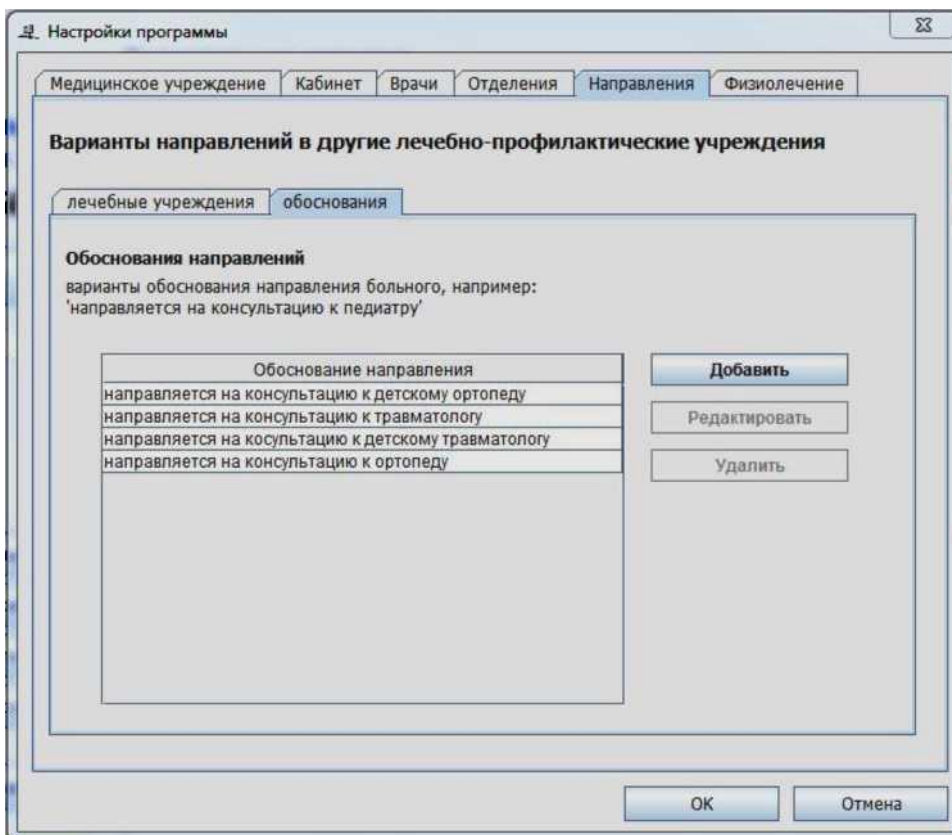 Настройки программы
Медицинское учреждение Кабинет Врачи Отделения Направления Физиолечение
Варианты направлений в другие лечебно-профилактические учреждения
лечебные учреждения обоснования
Обоснования направлений
варианты обоснования направления больного, например:
'направляется на консультацию к педиатру'
Обоснование направления
направляется на консультацию к детскому ортопеду
направляется на консультацию к травматологу
направляется на косультацию к детскому травматологу
направляется на консультацию к ортопеду
Добавить
Редактировать
Удалить
OK Отмена